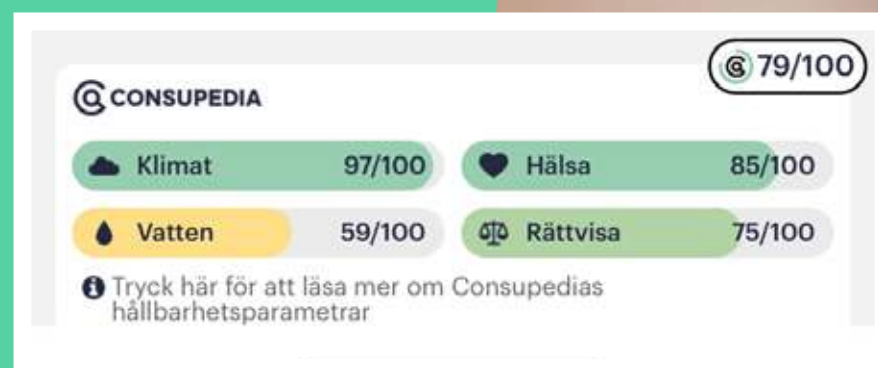 79/100
CONSUPEDIA
Klimat 97/100
Hälsa 85/100
Vatten 59/100
Rättvisa 75/100
Tryck här för att läsa mer om Consupedias
hållbarhetsparametrar